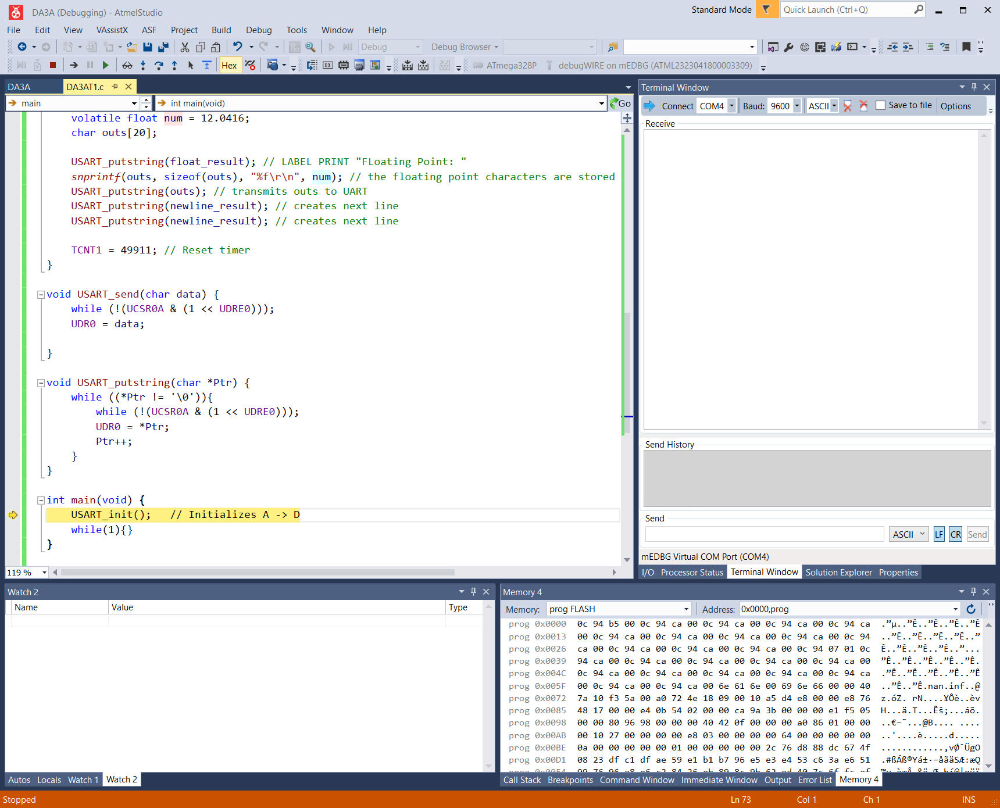 DA3A (Debugging) - AtmelStudio
Standard Mode
Quick Launch (Ctrl+Q)
File Edit View VAssistX ASF Project Build Debug Tools Window Help
Debug
Debug Browser
Hex
ATmega328P
debugWIRE on mEDBG (ATML2323041800003309)
DA3A
DA3AT1.c
main
int main(void)
Go
volatile float num = 12.0416;
char outs[20];
USART_putstring(float_result); // LABEL PRINT "FLoating Point: "
snprintf(outs, sizeof(outs), "%f\r\n", num); // the floating point characters are stored
USART_putstring(outs); // transmits outs to UART
USART_putstring(newline_result); // creates next line
USART_putstring(newline_result); // creates next line
TCNT1 = 49911; // Reset timer
}
void USART_send(char data) {
while (!(UCSR0A & (1 << UDRE0)));
UDR0 = data;
}
void USART_putstring(char *Ptr) {
while ((*Ptr != '\0')){
while (!(UCSR0A & (1 << UDRE0)));
UDR0 = *Ptr;
Ptr++;
}
}
int main(void) {
USART_init(); // Initializes A -> D
while(1){}
}
119 %
Terminal Window
Connect COM4 Baud: 9600 ASCII Save to file Options
Receive
Send History
Send
ASCII LF CR Send
mEDBG Virtual COM Port (COM4)
I/O Processor Status Terminal Window Solution Explorer Properties
Watch 2
Name Value Type
Autos Locals Watch 1 Watch 2
Memory 4
Memory: prog FLASH Address: 0x0000,prog
prog 0x0000 0c 94 b5 00 0c 94 ca 00 0c 94 ca 00 0c 94 ca 00 0c 94 ca .”µ..”Ê..”Ê..”Ê..”Ê
prog 0x0013 00 0c 94 ca 00 0c 94 ca 00 0c 94 ca 00 0c 94 ca 00 0c 94 ..”Ê..”Ê..”Ê..”Ê..”
prog 0x0026 ca 00 0c 94 ca 00 0c 94 ca 00 0c 94 ca 00 0c 94 07 01 0c Ê..”Ê..”Ê..”Ê..”...
prog 0x0039 94 ca 00 0c 94 ca 00 0c 94 ca 00 0c 94 ca 00 0c 94 ca 00 ”Ê..”Ê..”Ê..”Ê..”Ê.
prog 0x004C 0c 94 ca 00 0c 94 ca 00 0c 94 ca 00 0c 94 ca 00 0c 94 ca .”Ê..”Ê..”Ê..”Ê..”Ê
prog 0x005F 00 0c 94 ca 00 0c 94 ca 00 6e 61 6e 00 69 6e 66 00 00 40 ..”Ê..”Ê.nan.inf..@
prog 0x0072 7a 10 f3 5a 00 a0 72 4e 18 09 00 10 a5 d4 e8 00 00 e8 76 z.óZ. rN....¥Ôè..èv
prog 0x0085 48 17 00 00 e4 0b 54 02 00 00 ca 9a 3b 00 00 00 e1 f5 05 H...ä.T...Êš;...áõ.
prog 0x0098 00 00 80 96 98 00 00 00 40 42 0f 00 00 00 a0 86 01 00 00 ..€–˜...@B.... .....
prog 0x00AB 00 10 27 00 00 00 00 e8 03 00 00 00 00 64 00 00 00 00 00 ..'....è.....d.....
prog 0x00BE 0a 00 00 00 00 00 01 00 00 00 00 00 2c 76 d8 88 dc 67 4f ............,vØˆÜgO
prog 0x00D1 08 23 df c1 df ae 59 e1 b1 b7 96 e5 e3 e4 53 c6 3a e6 51 .#ßÁß®Yá±·–åãäSÆ:æQ
Call Stack Breakpoints Command Window Immediate Window Output Error List Memory 4
Stopped
Ln 73 Col 1 Ch 1 INS